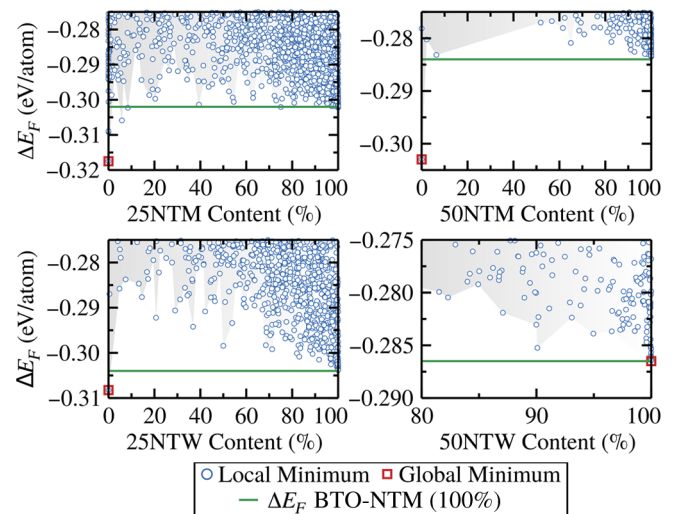 −0.28
−0.29
−0.30
−0.31
−0.32
ΔE_F (eV/atom)
0 20 40 60 80 100
25NTM Content (%)
−0.28
−0.29
−0.30
0 20 40 60 80 100
50NTM Content (%)
−0.28
−0.29
−0.30
−0.31
ΔE_F (eV/atom)
0 20 40 60 80 100
25NTW Content (%)
−0.275
−0.280
−0.285
−0.290
80 90 100
50NTW Content (%)
Local Minimum Global Minimum
ΔE_F BTO-NTM (100%)